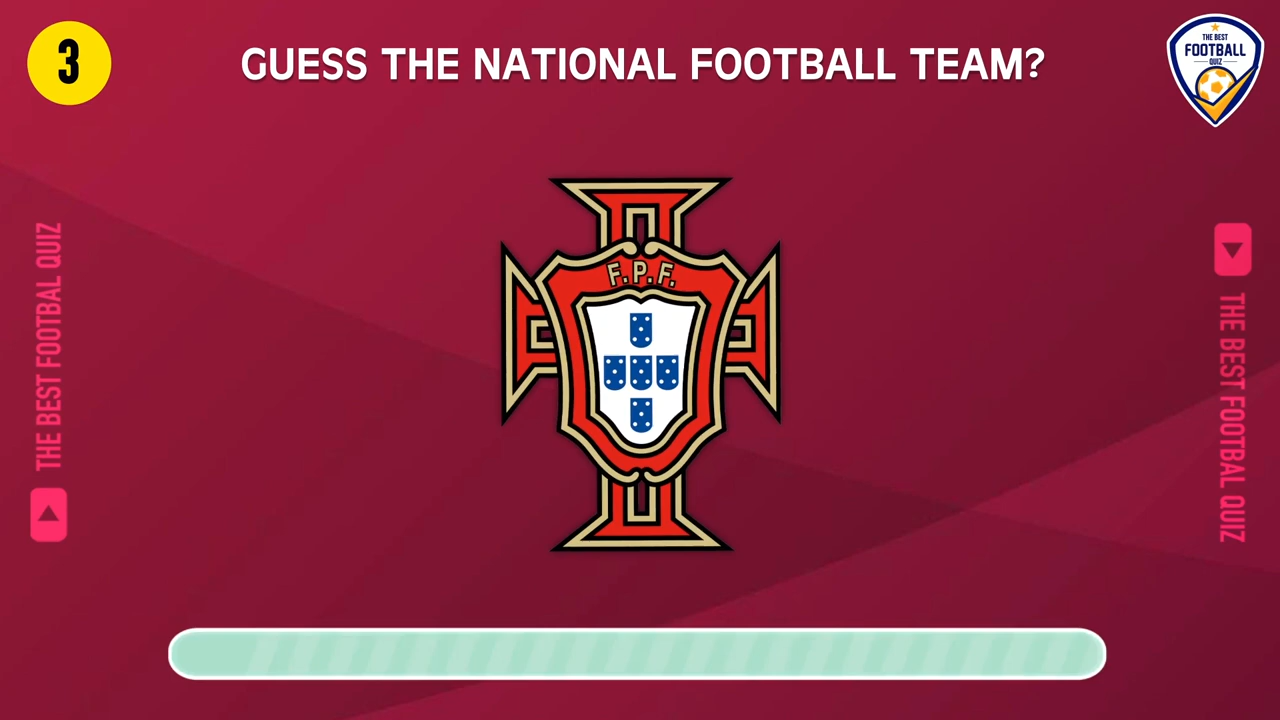 3
GUESS THE NATIONAL FOOTBALL TEAM?
THE BEST
FOOTBALL
QUIZ
THE BEST FOOTBAL QUIZ
F.P.F.
THE BEST FOOTBAL QUIZ